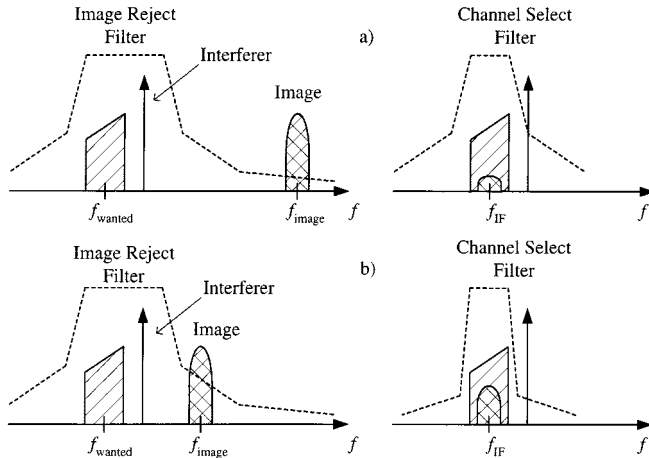 Image Reject
Filter
Interferer
Image
f_wanted
f_image
f
a)
Channel Select
Filter
f_IF
f
Image Reject
Filter
Interferer
Image
f_wanted
f_image
f
b)
Channel Select
Filter
f_IF
f